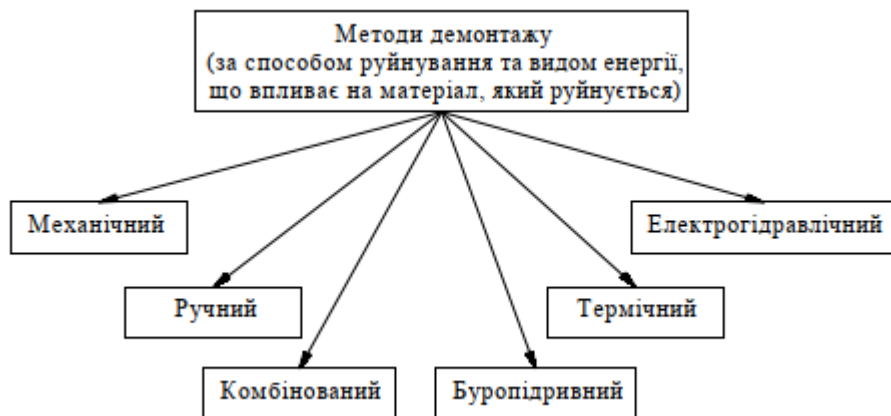 Методи демонтажу
(за способом руйнування та видом енергії,
що впливає на матеріал, який руйнується)
Механічний
Електрогідравлічний
Ручний
Термічний
Комбінований
Буропідривний